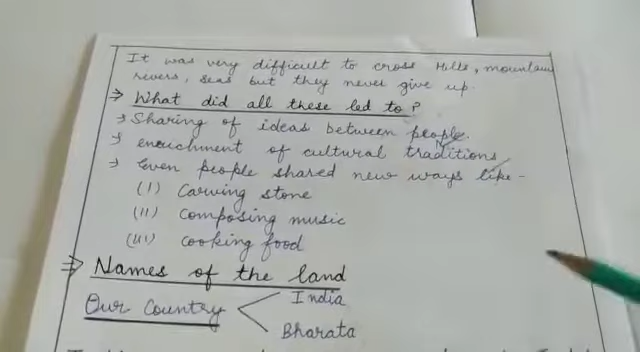 It was very difficult to cross Hills, mountain
rivers, seas but they never give up.
⇒ What did all these led to?
→ Sharing of ideas between people.
→ enrichment of cultural traditions
→ Even people shared new ways like -
(i) Carving stone
(ii) Composing music
(iii) cooking food
⇒ Names of the land
Our Country < India
Bharata